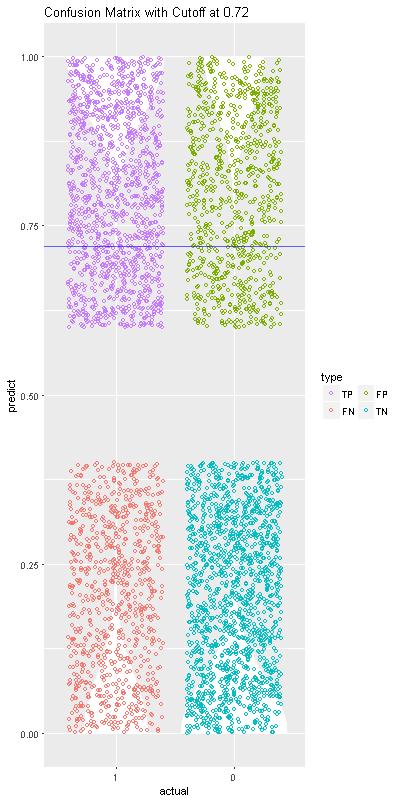 Confusion Matrix with Cutoff at 0.72
1.00
0.75
0.50
0.25
0.00
predict
1 0
actual
type
TP FP
FN TN